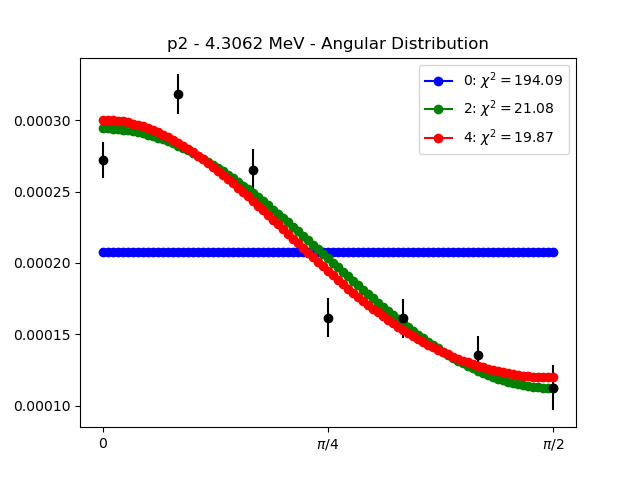 p2 - 4.3062 MeV - Angular Distribution
0: χ² = 194.09
2: χ² = 21.08
4: χ² = 19.87
0.00030
0.00025
0.00020
0.00015
0.00010
0 π/4 π/2